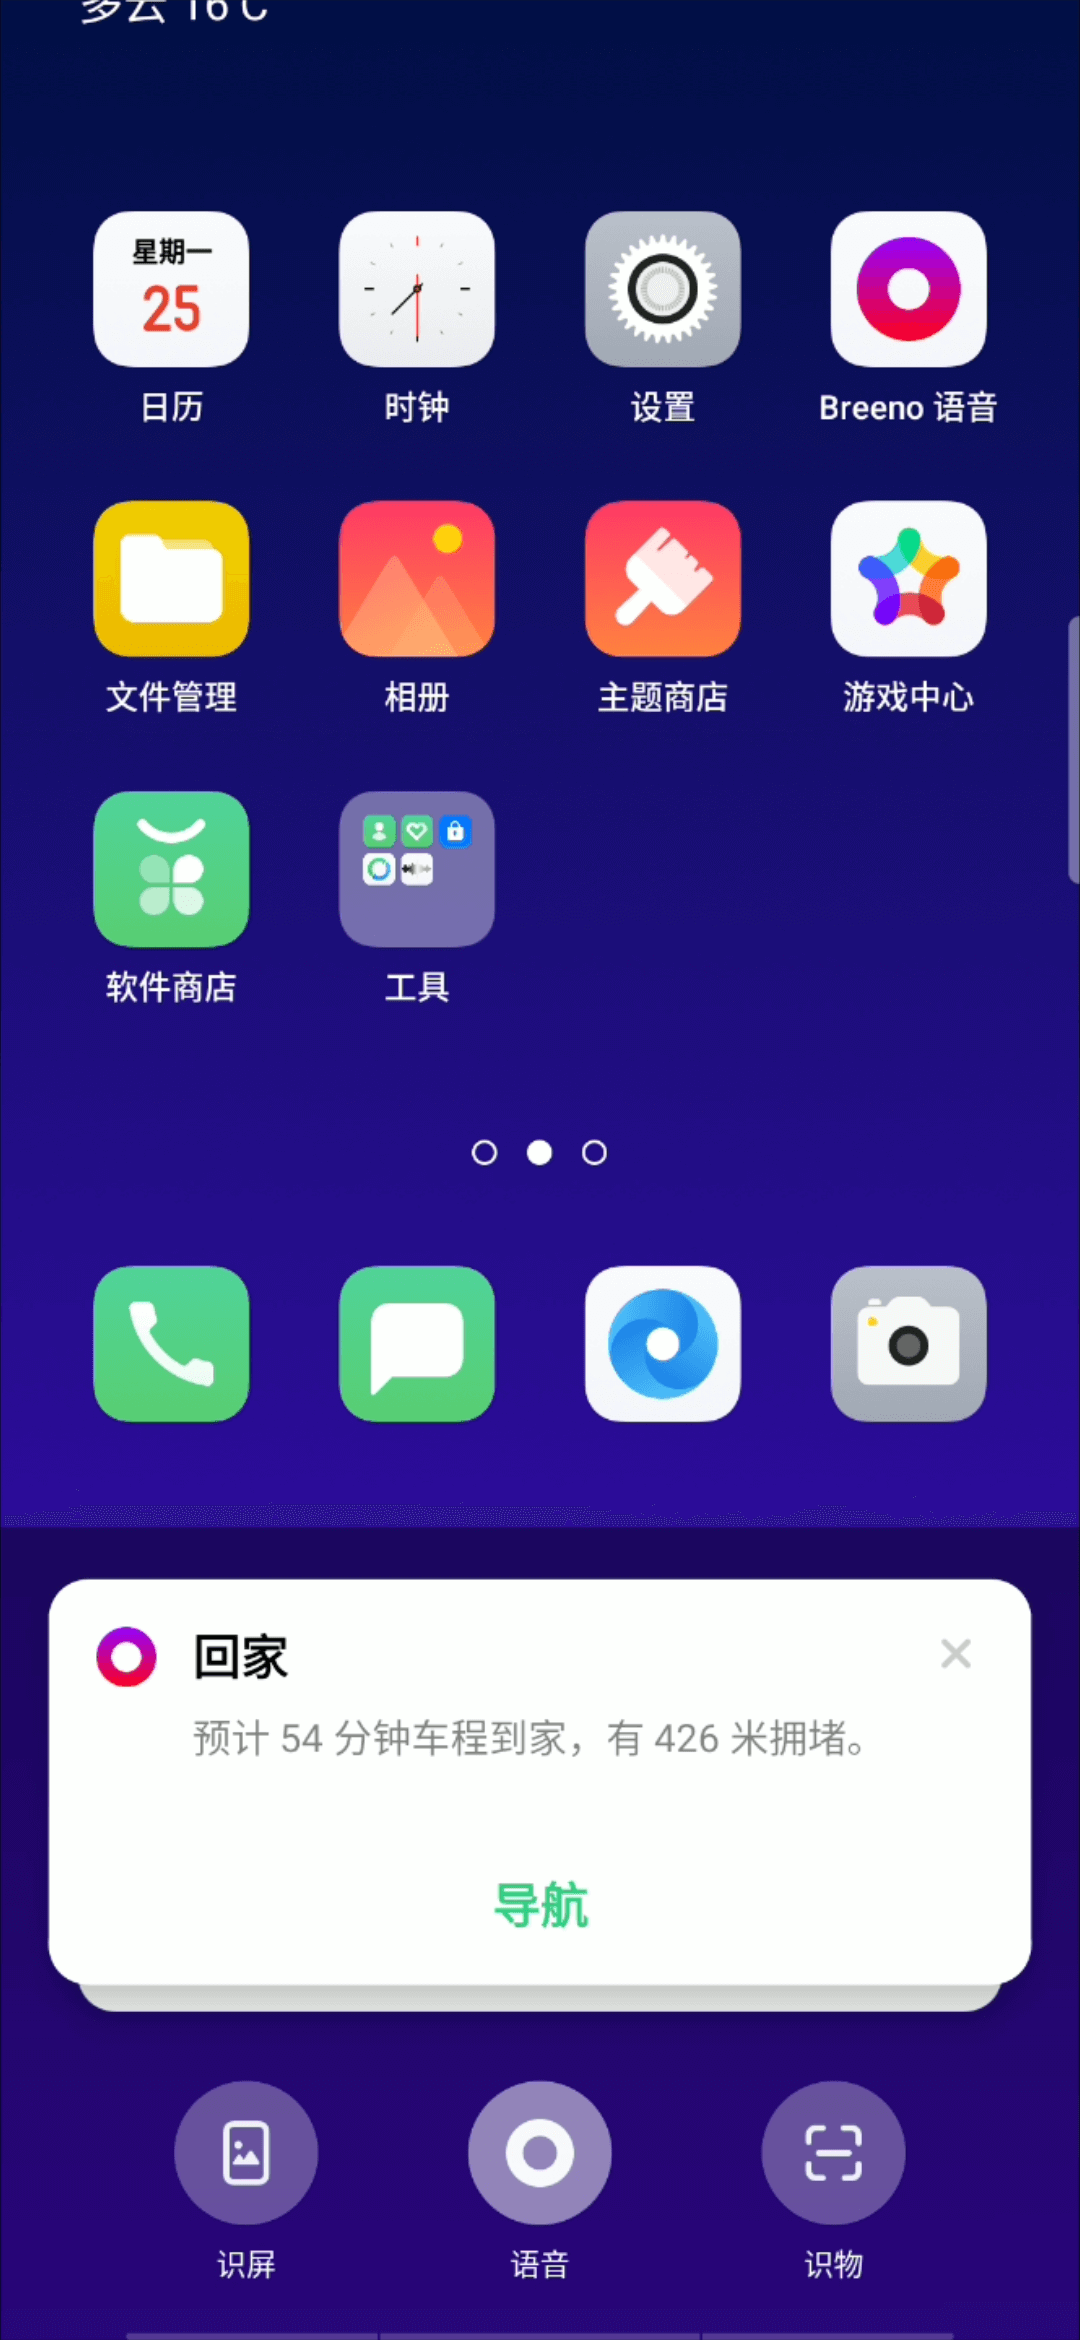 多云 16°C
星期一
25
日历
时钟
设置
Breeno 语音
文件管理
相册
主题商店
游戏中心
软件商店
工具
回家
预计 54 分钟车程到家，有 426 米拥堵。
导航
识屏
语音
识物